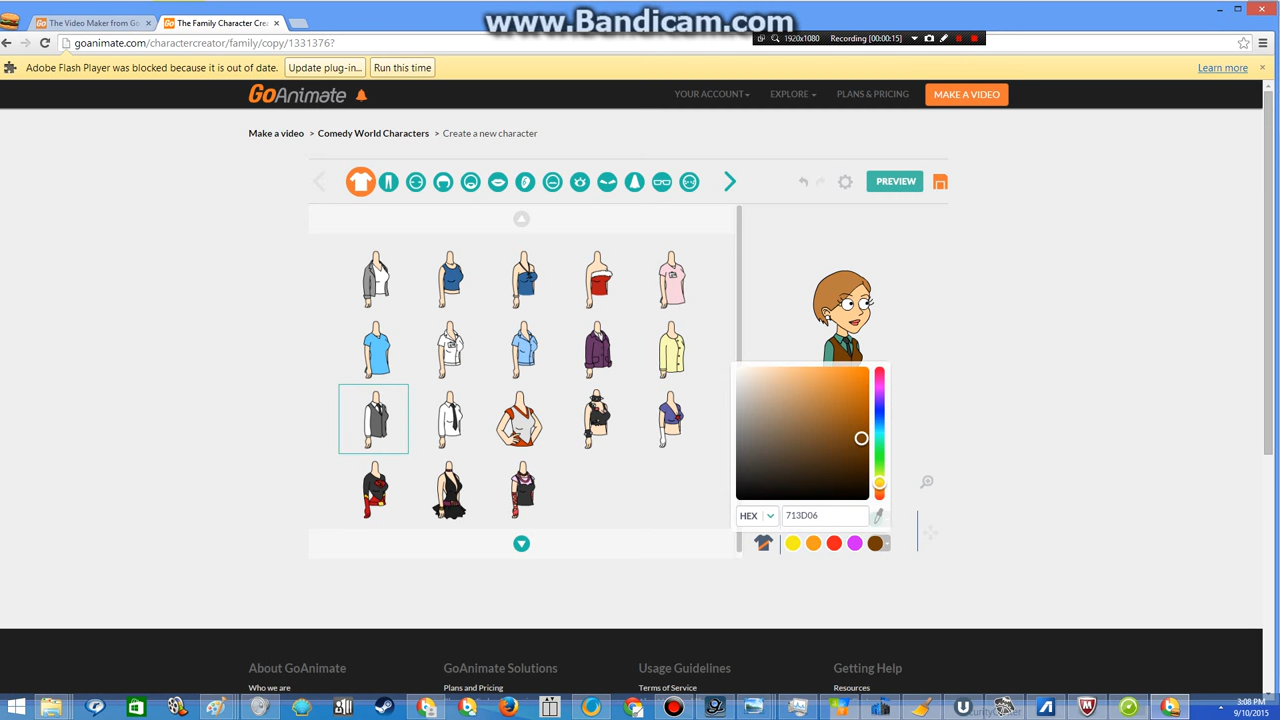 www.Bandicam.com
The Video Maker from Go
The Family Character Cre
1920x1080
Recording [00:00:15]
goanimate.com/charactercreator/family/copy/1331376?
Adobe Flash Player was blocked because it is out of date.
Update plug-in...
Run this time
Learn more
GoAnimate
YOUR ACCOUNT
EXPLORE
PLANS & PRICING
MAKE A VIDEO
Make a video > Comedy World Characters > Create a new character
PREVIEW
HEX
713D06
About GoAnimate
GoAnimate Solutions
Usage Guidelines
Getting Help
Who we are
Plans and Pricing
Terms of Service
Resources
3:08 PM
9/10/2015